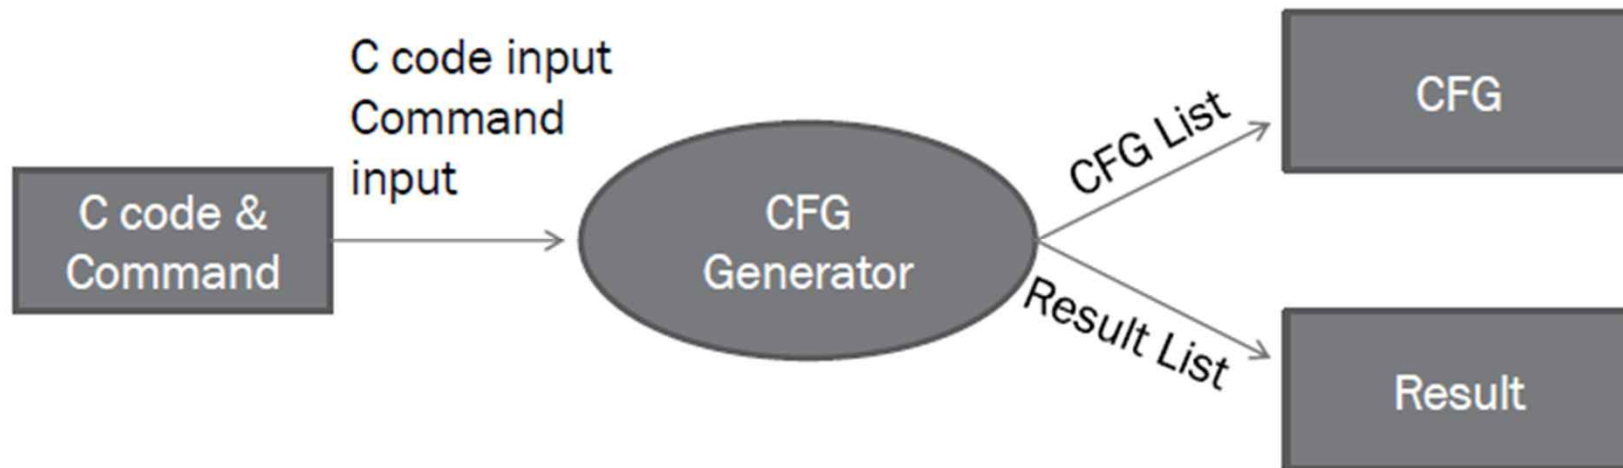 C code &
Command
C code input
Command
input
CFG
Generator
CFG List
Result List
CFG
Result